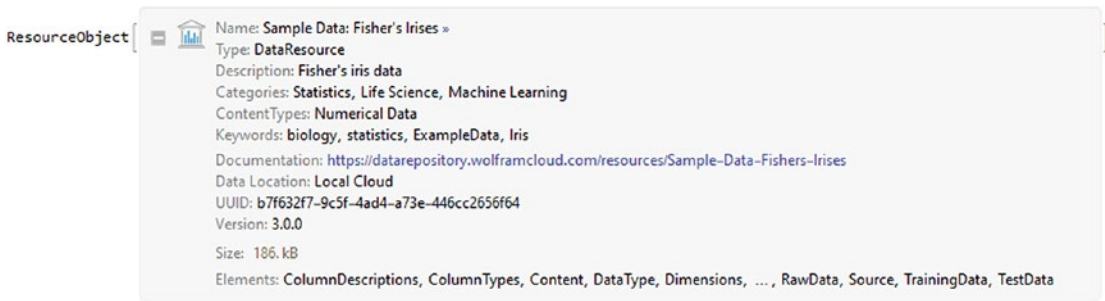 ResourceObject[
Name: Sample Data: Fisher's Irises »
Type: DataResource
Description: Fisher's iris data
Categories: Statistics, Life Science, Machine Learning
ContentTypes: Numerical Data
Keywords: biology, statistics, ExampleData, Iris
Documentation: https://datarepository.wolframcloud.com/resources/Sample-Data-Fishers-Irises
Data Location: Local Cloud
UUID: b7f632f7-9c5f-4ad4-a73e-446cc2656f64
Version: 3.0.0
Size: 186. kB
Elements: ColumnDescriptions, ColumnTypes, Content, DataType, Dimensions, ... , RawData, Source, TrainingData, TestData
]